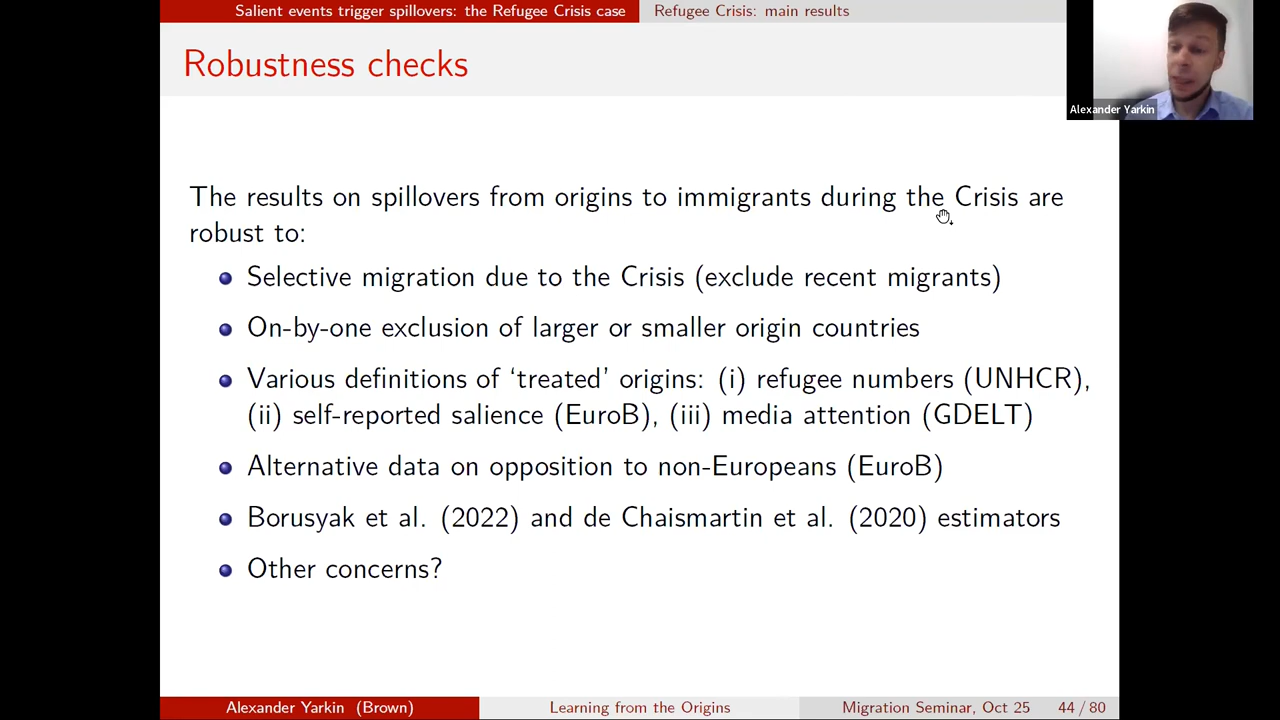 Salient events trigger spillovers: the Refugee Crisis case
Refugee Crisis: main results
Robustness checks
Alexander Yarkin
The results on spillovers from origins to immigrants during the Crisis are
robust to:
Selective migration due to the Crisis (exclude recent migrants)
On-by-one exclusion of larger or smaller origin countries
Various definitions of ‘treated’ origins: (i) refugee numbers (UNHCR),
(ii) self-reported salience (EuroB), (iii) media attention (GDELT)
Alternative data on opposition to non-Europeans (EuroB)
Borusyak et al. (2022) and de Chaismartin et al. (2020) estimators
Other concerns?
Alexander Yarkin (Brown)
Learning from the Origins
Migration Seminar, Oct 25
44 / 80